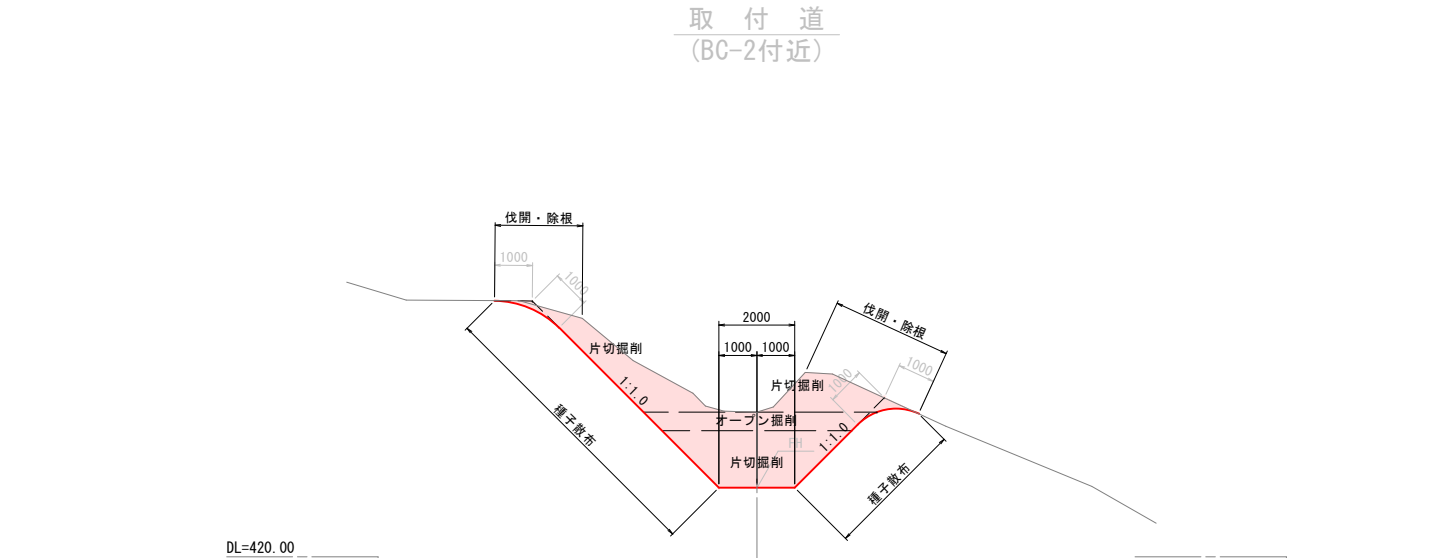 取 付 道
(BC-2付近)
伐開・除根
1000
1000
伐開・除根
2000
1000 1000
1000
1000
片切掘削
片切掘削
1:1.0
オープン掘削
FH
1:1.0
種子散布
片切掘削
種子散布
DL=420.00